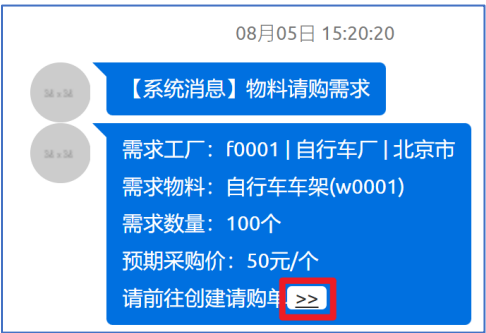 08月05日 15:20:20
【系统消息】物料请购需求
需求工厂：f0001 | 自行车厂 | 北京市
需求物料：自行车车架(w0001)
需求数量：100个
预期采购价：50元/个
请前往创建请购单 >>